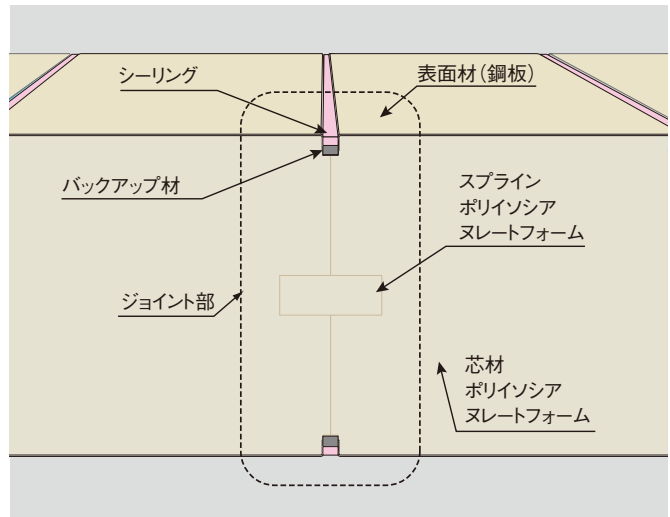 シーリング
表面材（鋼板）
バックアップ材
スプライン
ポリイソシア
ヌレートフォーム
ジョイント部
芯材
ポリイソシア
ヌレートフォーム